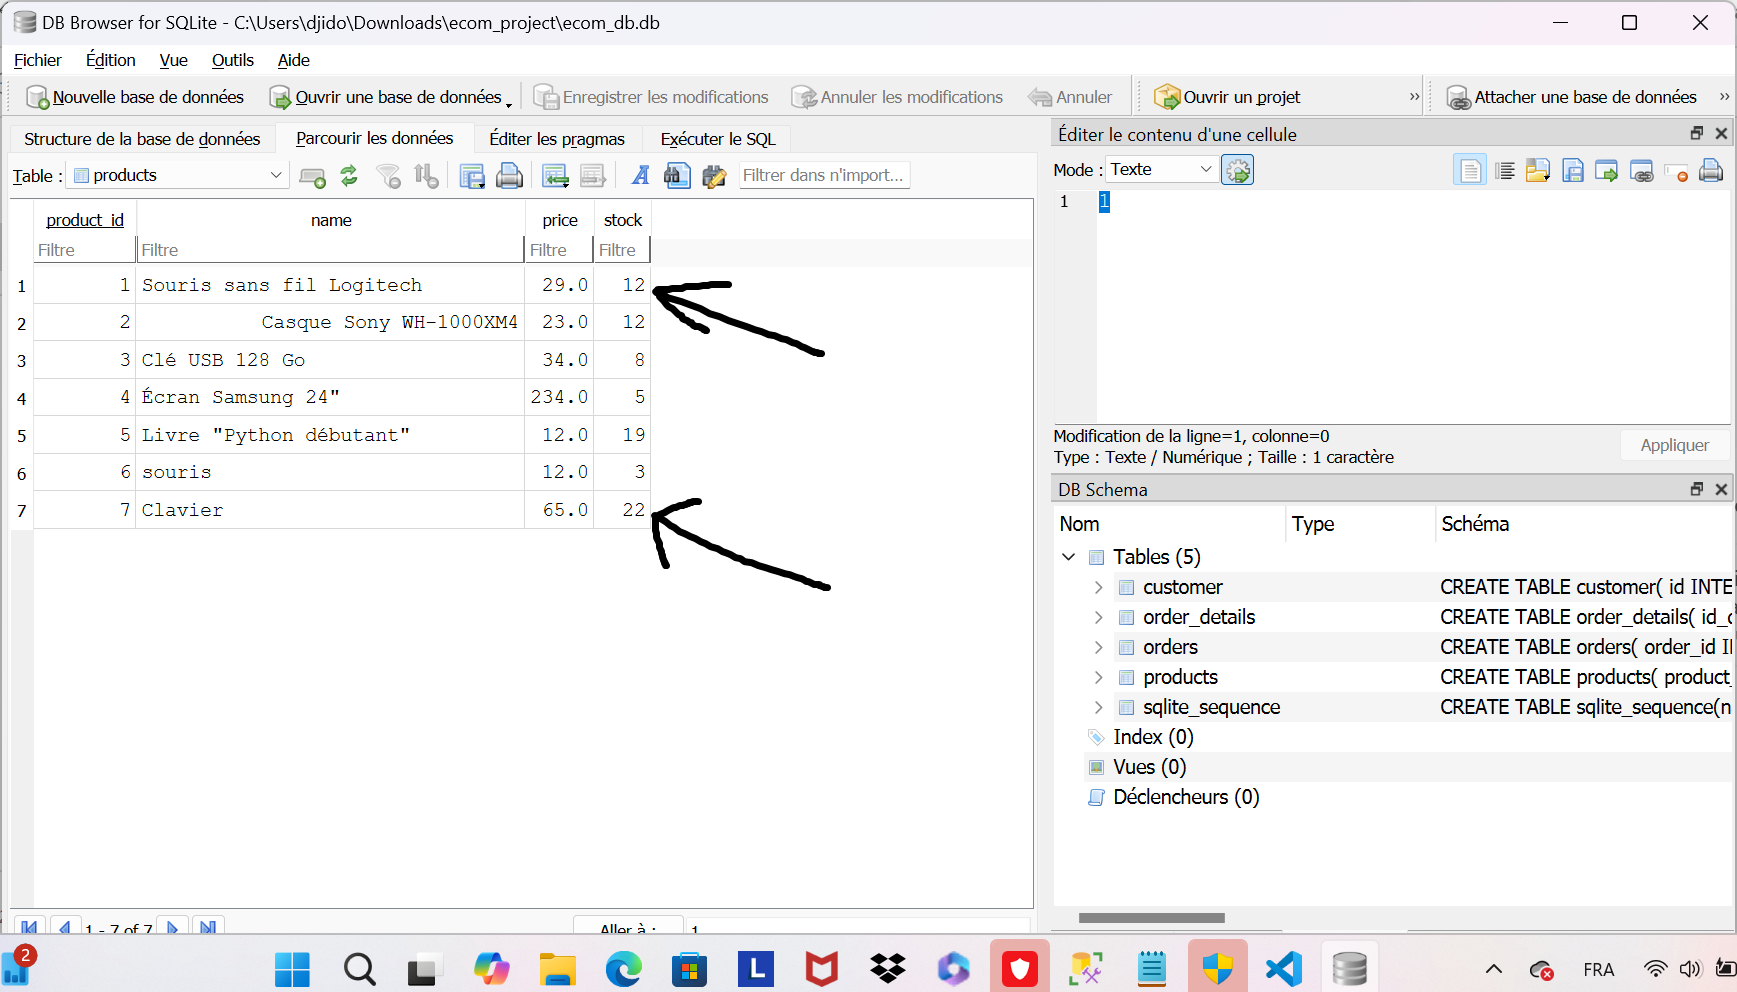 DB Browser for SQLite - C:\Users\djido\Downloads\ecom_project\ecom_db.db
Fichier Édition Vue Outils Aide
Nouvelle base de données Ouvrir une base de données Enregistrer les modifications Annuler les modifications Annuler Ouvrir un projet » Attacher une base de données »
Structure de la base de données Parcourir les données Éditer les pragmas Exécuter le SQL
Table : products Filtrer dans n'import...
product_id name price stock
Filtre Filtre Filtre Filtre
1 1 Souris sans fil Logitech 29.0 12
2 2 Casque Sony WH-1000XM4 23.0 12
3 3 Clé USB 128 Go 34.0 8
4 4 Écran Samsung 24" 234.0 5
5 5 Livre "Python débutant" 12.0 19
6 6 souris 12.0 3
7 7 Clavier 65.0 22
1 - 7 of 7 Aller à : 1
Éditer le contenu d'une cellule
Mode : Texte
1 1
Modification de la ligne=1, colonne=0
Type : Texte / Numérique ; Taille : 1 caractère
Appliquer
DB Schema
Nom Type Schéma
Tables (5)
customer CREATE TABLE customer( id INTE
order_details CREATE TABLE order_details( id_c
orders CREATE TABLE orders( order_id I
products CREATE TABLE products( product_
sqlite_sequence CREATE TABLE sqlite_sequence(n
Index (0)
Vues (0)
Déclencheurs (0)
2 L FRA